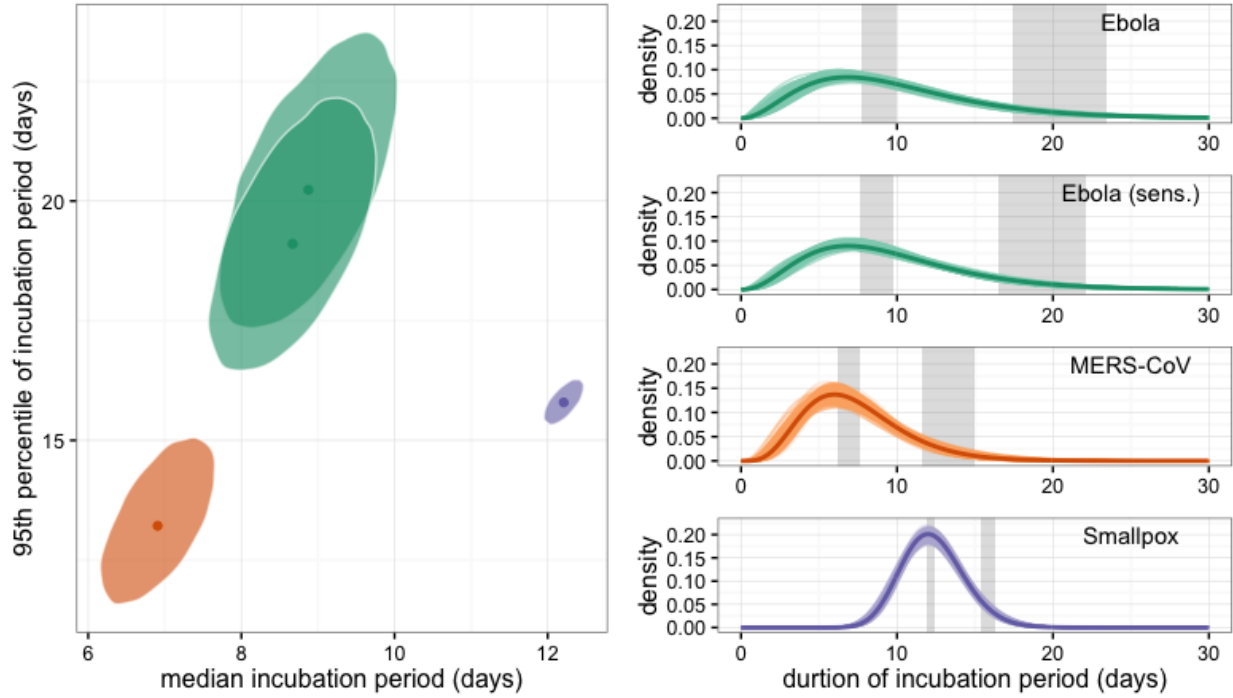 95th percentile of incubation period (days)
20
15
6 8 10 12
median incubation period (days)
density
0.20
0.15
0.10
0.05
0.00
Ebola
0 10 20 30
density
0.20
0.15
0.10
0.05
0.00
Ebola (sens.)
0 10 20 30
density
0.20
0.15
0.10
0.05
0.00
MERS-CoV
0 10 20 30
density
0.20
0.15
0.10
0.05
0.00
Smallpox
0 10 20 30
durtion of incubation period (days)